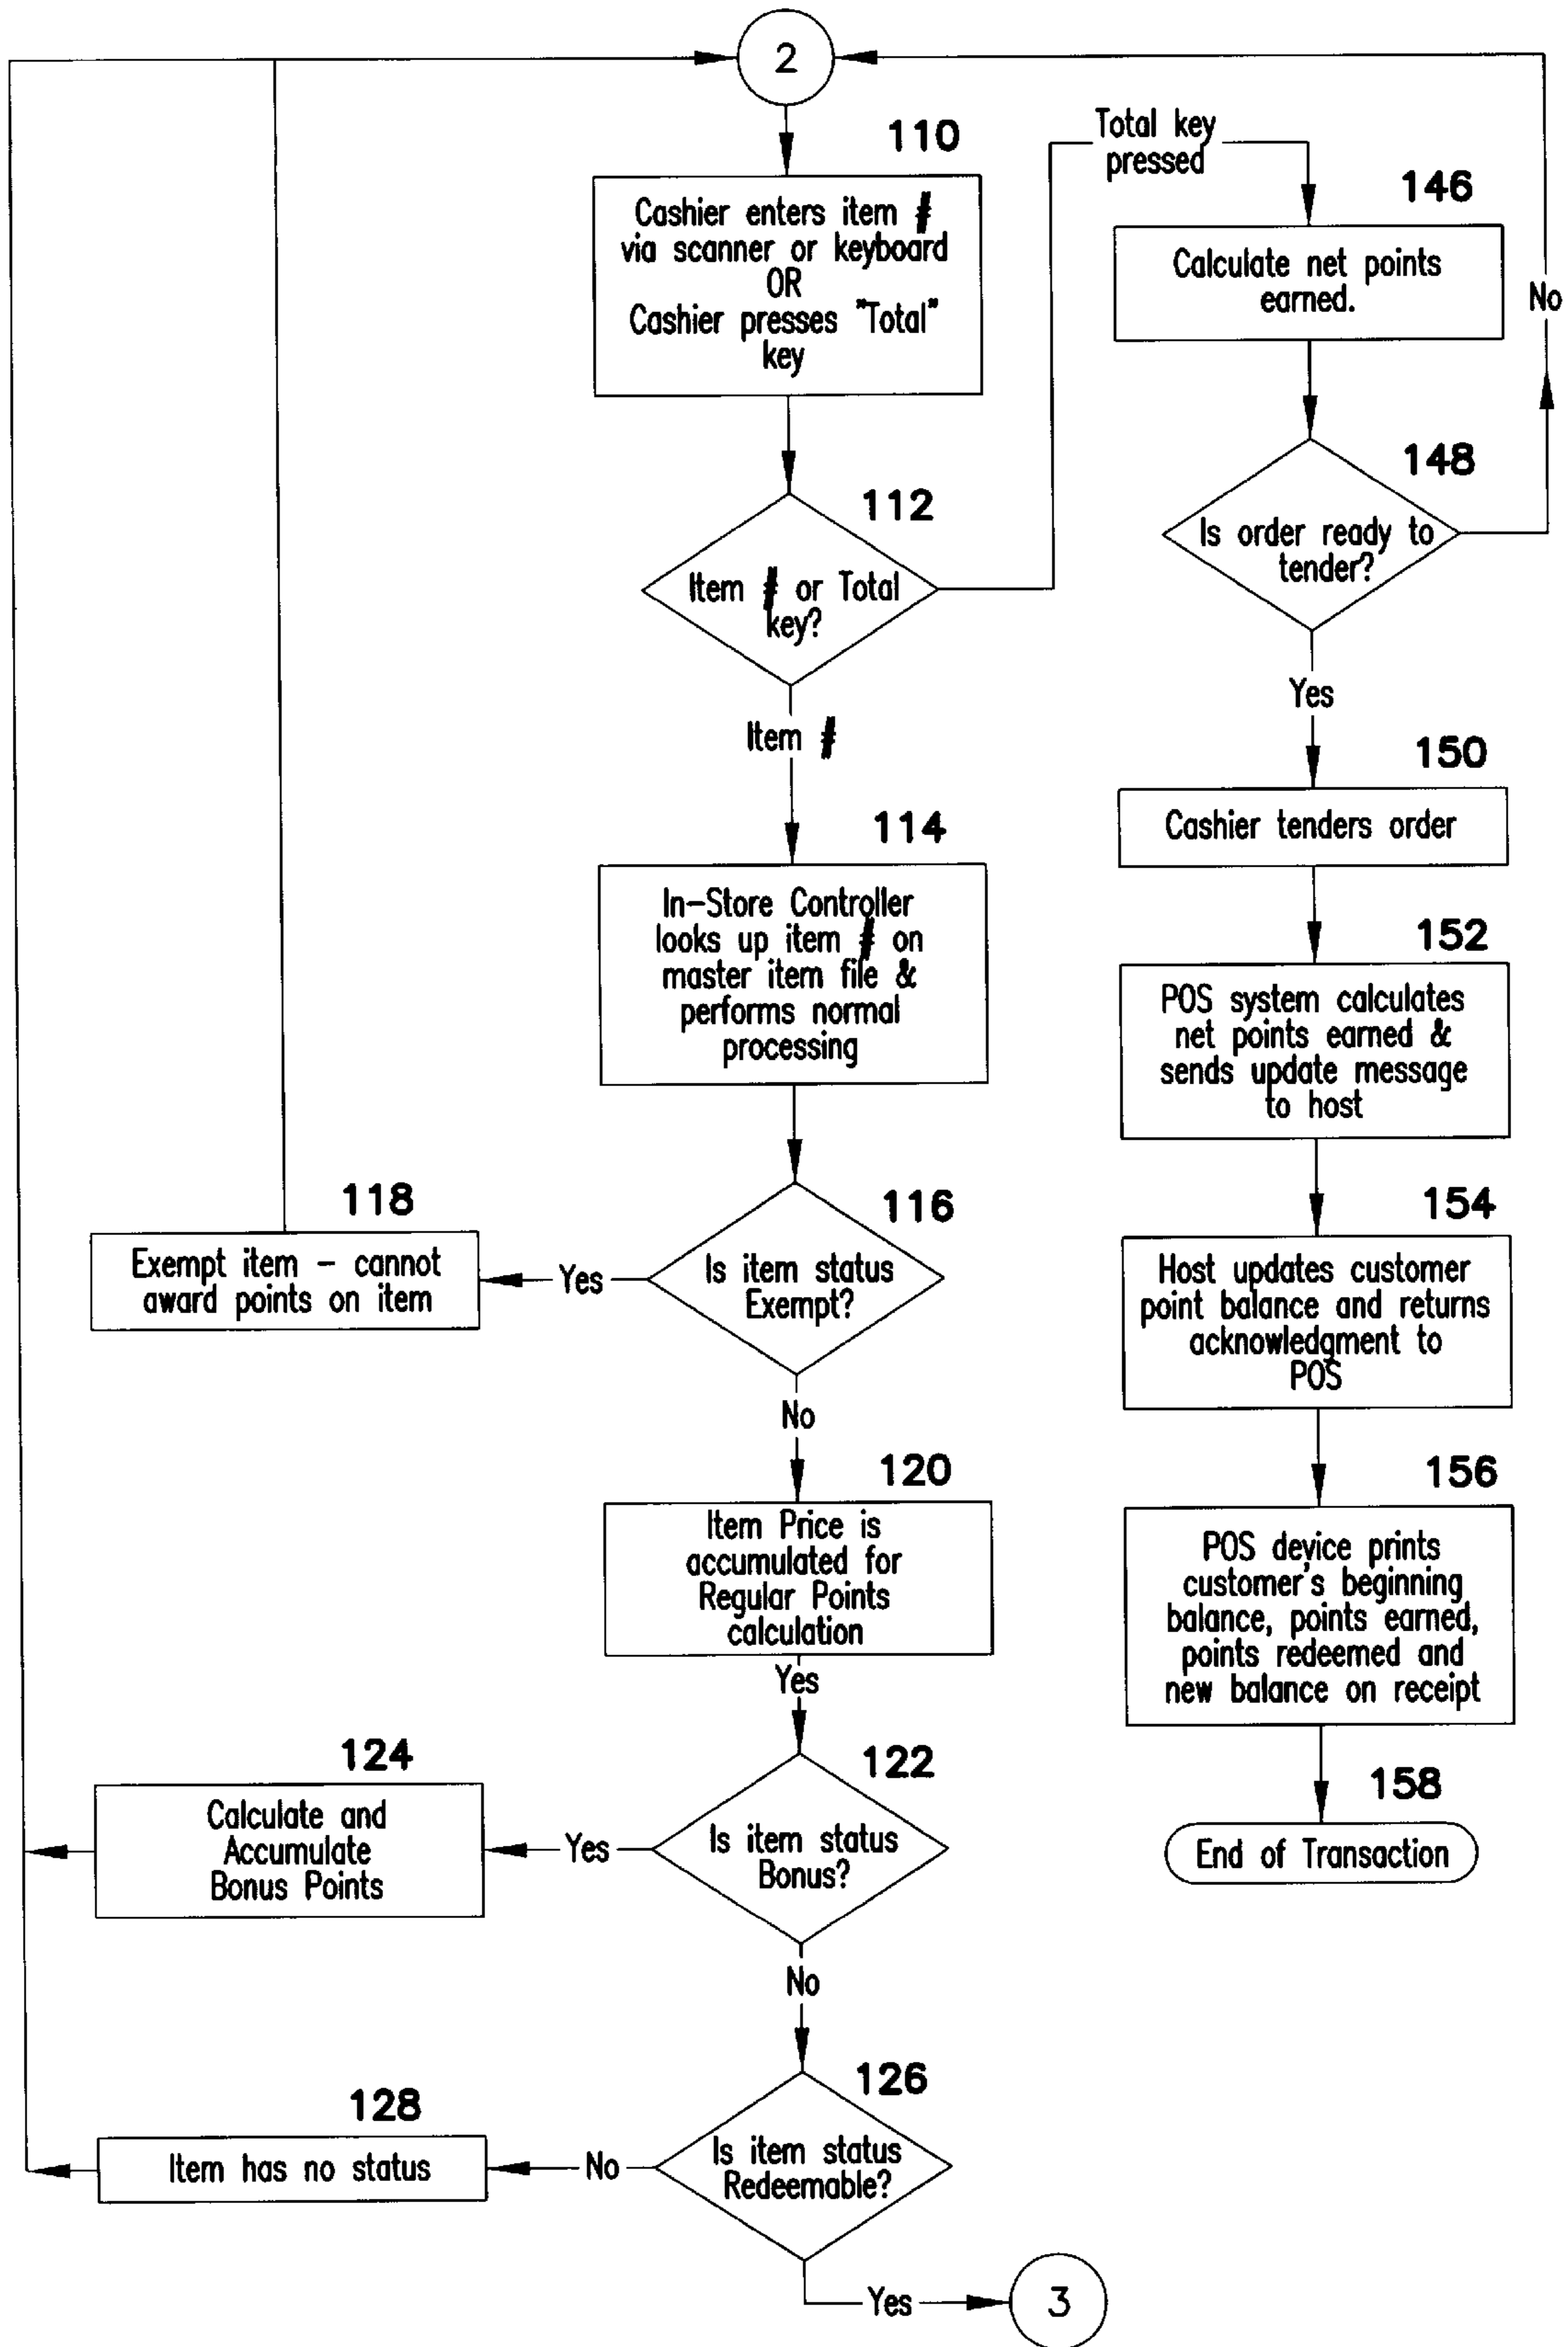 2
110
Cashier enters item #
via scanner or keyboard
OR
Cashier presses "Total"
key
112
Item # or Total
key?
Item #
114
In-Store Controller
looks up item # on
master item file &
performs normal
processing
116
Is item status
Exempt?
Yes
118
Exempt item – cannot
award points on item
No
120
Item Price is
accumulated for
Regular Points
calculation
Yes
122
Is item status
Bonus?
Yes
124
Calculate and
Accumulate
Bonus Points
No
126
Is item status
Redeemable?
No
128
Item has no status
Yes
3
Total key
pressed
146
Calculate net points
earned.
148
Is order ready to
tender?
No
Yes
150
Cashier tenders order
152
POS system calculates
net points earned &
sends update message
to host
154
Host updates customer
point balance and returns
acknowledgment to
POS
156
POS device prints
customer's beginning
balance, points earned,
points redeemed and
new balance on receipt
158
End of Transaction